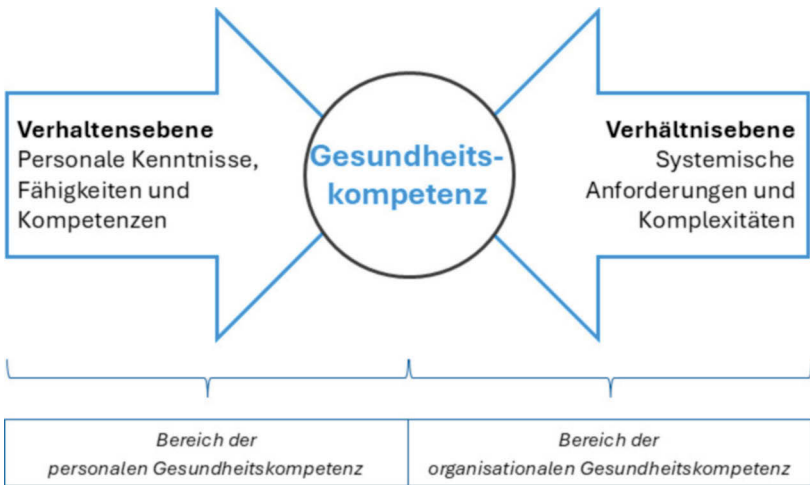 Verhaltensebene
Personale Kenntnisse,
Fähigkeiten und
Kompetenzen
Gesundheits-
kompetenz
Verhältnisebene
Systemische
Anforderungen und
Komplexitäten
Bereich der
personalen Gesundheitskompetenz
Bereich der
organisationalen Gesundheitskompetenz